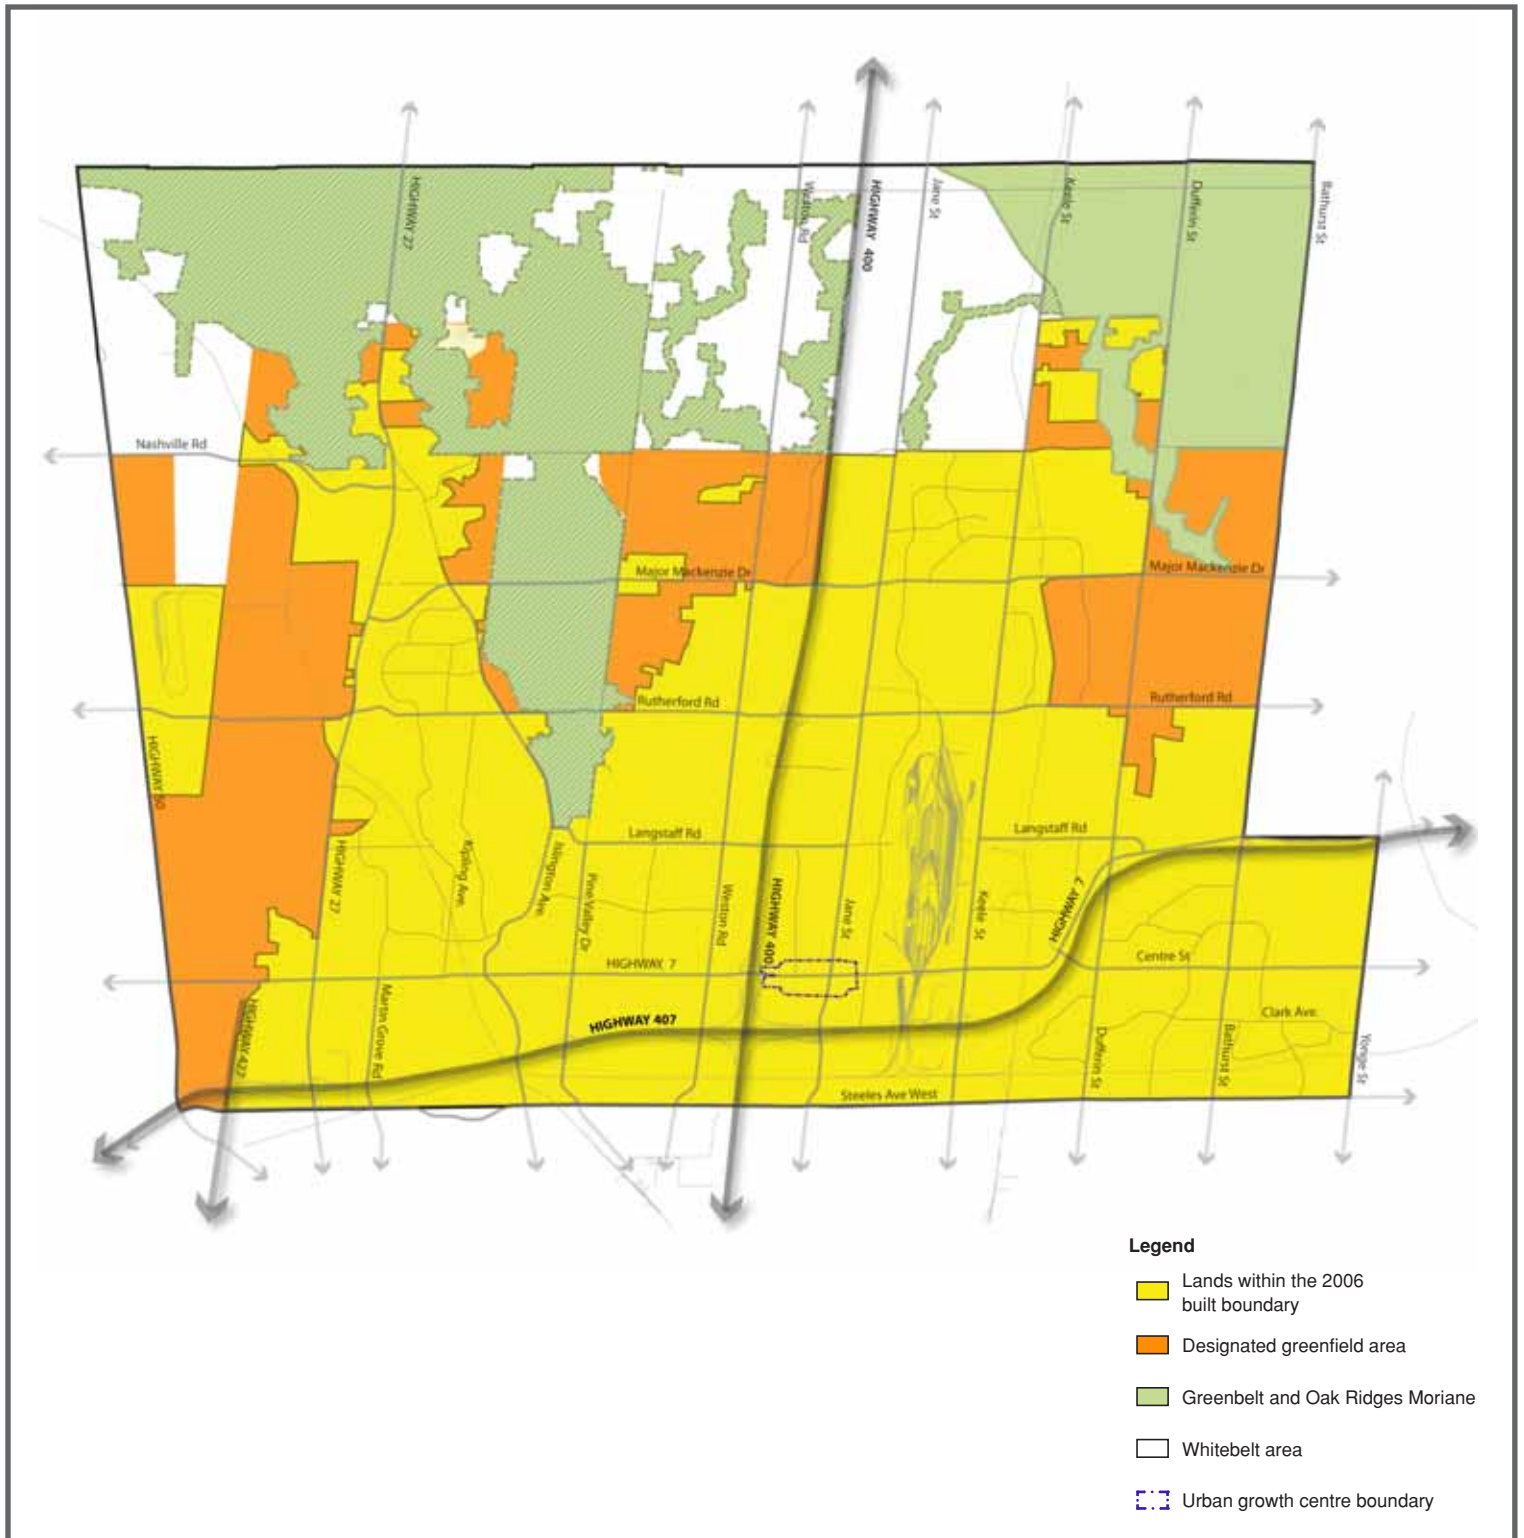 HIGHWAY 27
Weston Rd
HIGHWAY 400
Jane St
Keele St
Dufferin St
Bathurst St
Nashville Rd
Major Mackenzie Dr
Major Mackenzie Dr
Rutherford Rd
Rutherford Rd
HIGHWAY 50
Langstaff Rd
Langstaff Rd
HIGHWAY 27
Kipling Ave.
Islington Ave.
Pine Valley Dr.
Weston Rd
HIGHWAY 400
Jane St
Keele St
HIGHWAY 7
HIGHWAY 7
Centre St
HIGHWAY 427
Martin Grove Rd
HIGHWAY 407
Clark Ave.
Dufferin St
Bathurst St
Yonge St
Steeles Ave West
Legend
Lands within the 2006
built boundary
Designated greenfield area
Greenbelt and Oak Ridges Moriane
Whitebelt area
Urban growth centre boundary